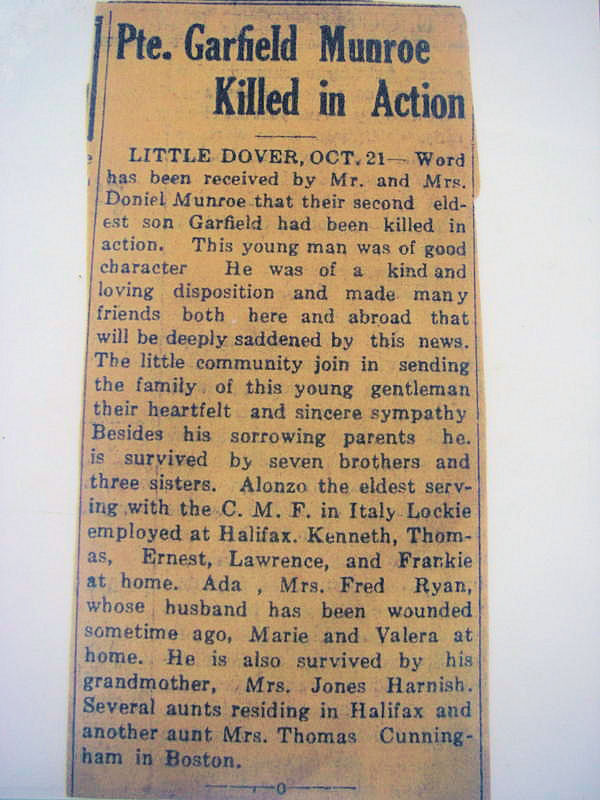 Pte. Garfield Munroe
Killed in Action
LITTLE DOVER, OCT. 21— Word
has been received by Mr. and Mrs.
Doniel Munroe that their second eld-
est son Garfield had been killed in
action. This young man was of good
character He was of a kind and
loving disposition and made many
friends both here and abroad that
will be deeply saddened by this news.
The little community join in sending
the family of this young gentleman
their heartfelt and sincere sympathy
Besides his sorrowing parents he.
is survived by seven brothers and
three sisters. Alonzo the eldest serv-
ing with the C. M. F. in Italy Lockie
employed at Halifax. Kenneth, Thom-
as, Ernest, Lawrence, and Frankie
at home. Ada , Mrs. Fred Ryan,
whose husband has been wounded
sometime ago, Marie and Valera at
home. He is also survived by his
grandmother, Mrs. Jones Harnish.
Several aunts residing in Halifax and
another aunt Mrs. Thomas Cunning-
ham in Boston.
—o—